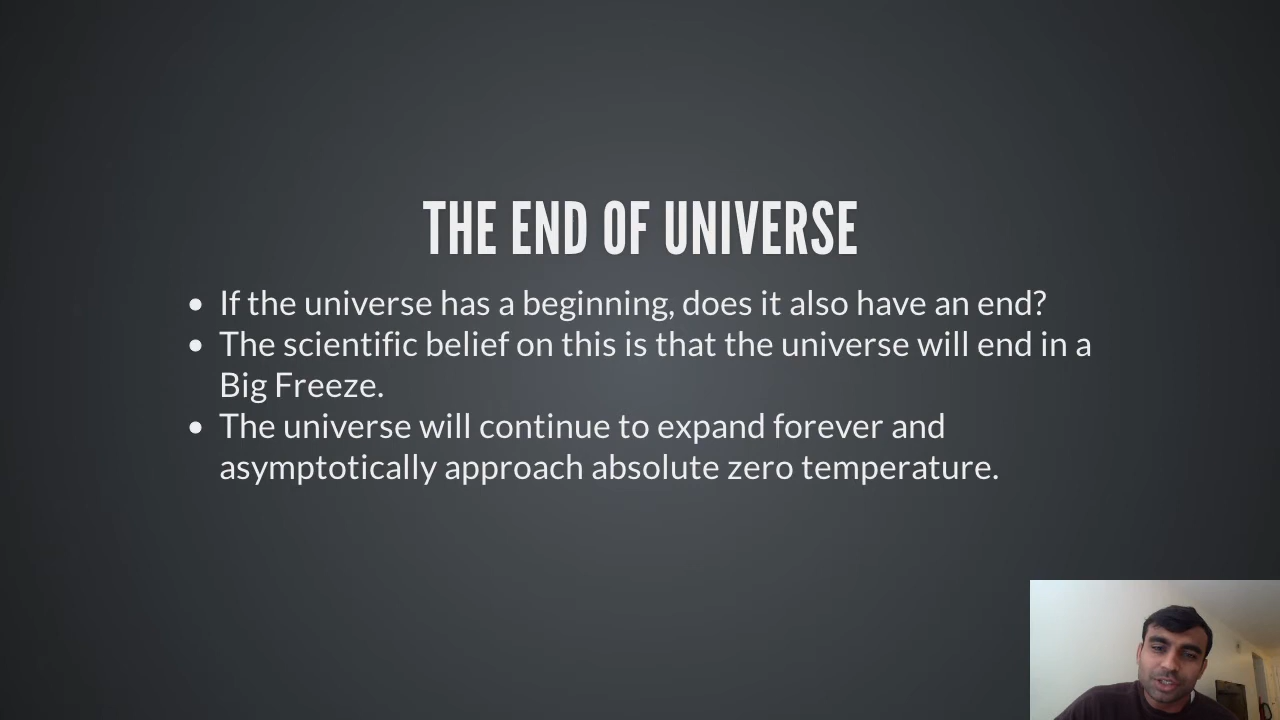 THE END OF UNIVERSE
If the universe has a beginning, does it also have an end?
The scientific belief on this is that the universe will end in a
Big Freeze.
The universe will continue to expand forever and
asymptotically approach absolute zero temperature.